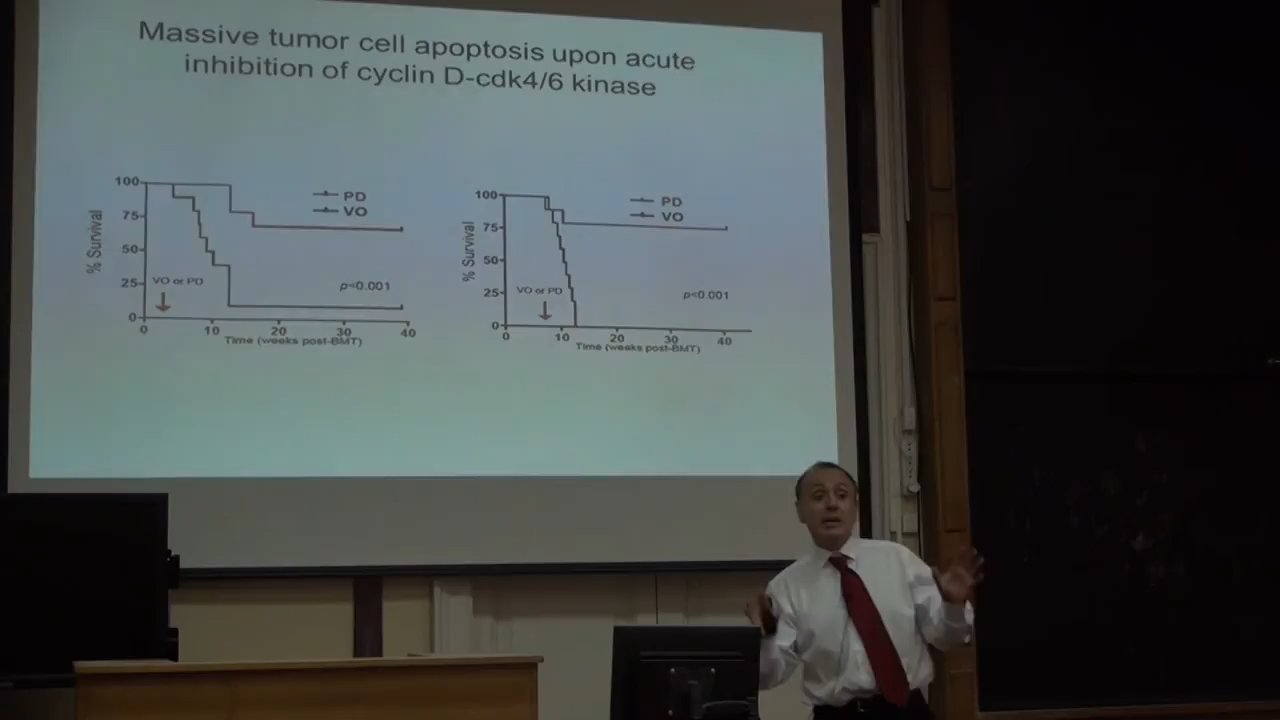 Massive tumor cell apoptosis upon acute
inhibition of cyclin D-cdk4/6 kinase
100
75
50
25
0
% Survival
PD
VO
VO or PD
p<0.001
0 10 20 30 40
Time (weeks post-BMT)
100
75
50
25
0
% Survival
PD
VO
VO or PD
p<0.001
0 10 20 30 40
Time (weeks post-BMT)